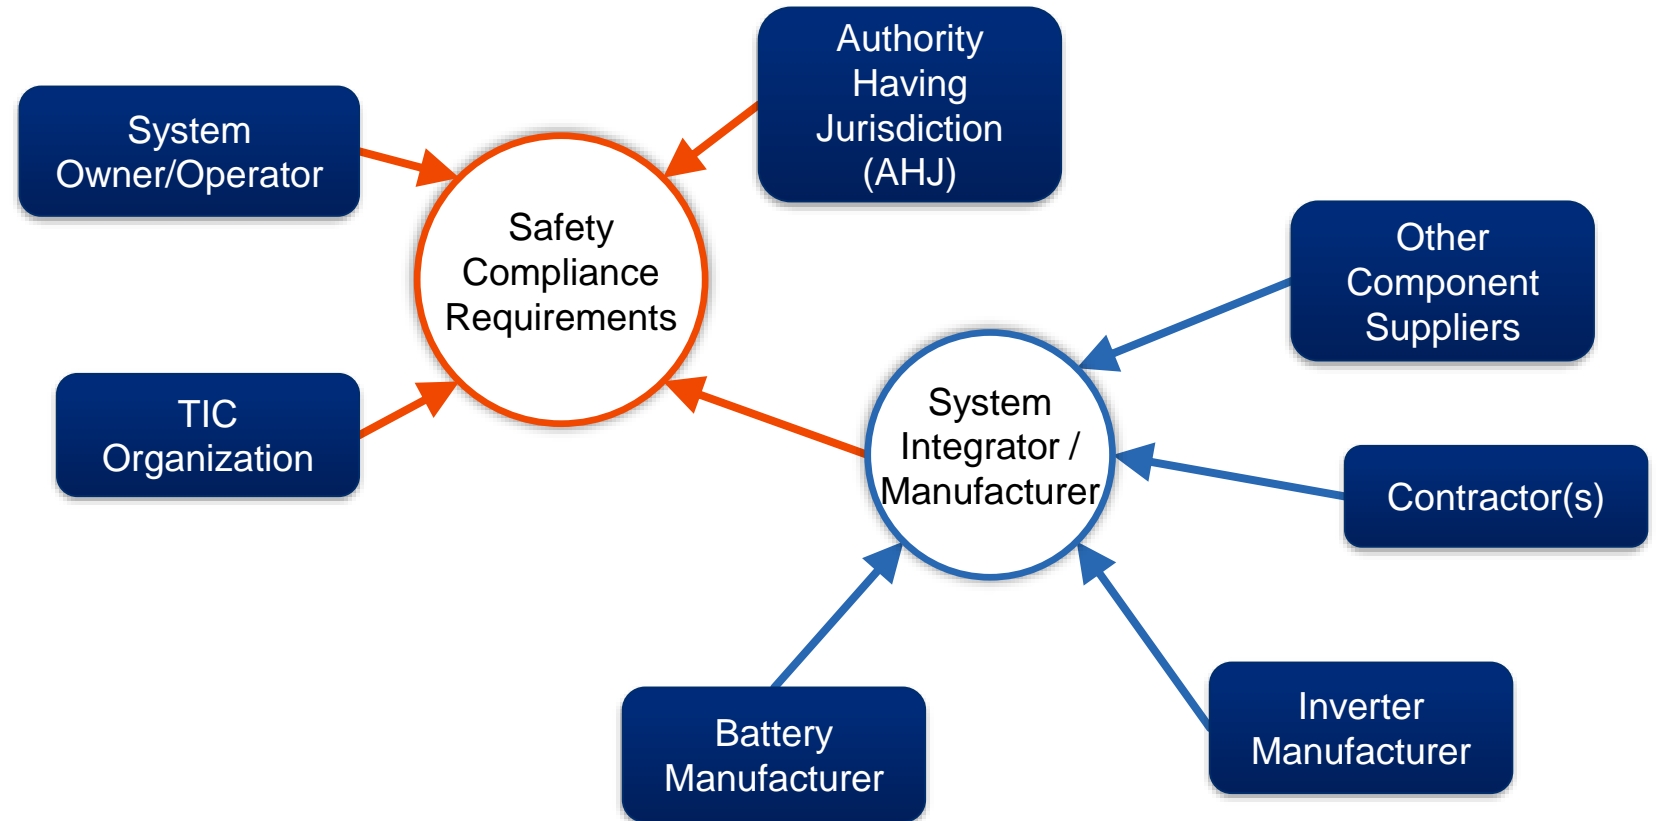 Authority
Having
Jurisdiction
(AHJ)
System
Owner/Operator
Safety
Compliance
Requirements
Other
Component
Suppliers
TIC
Organization
System
Integrator /
Manufacturer
Contractor(s)
Battery
Manufacturer
Inverter
Manufacturer